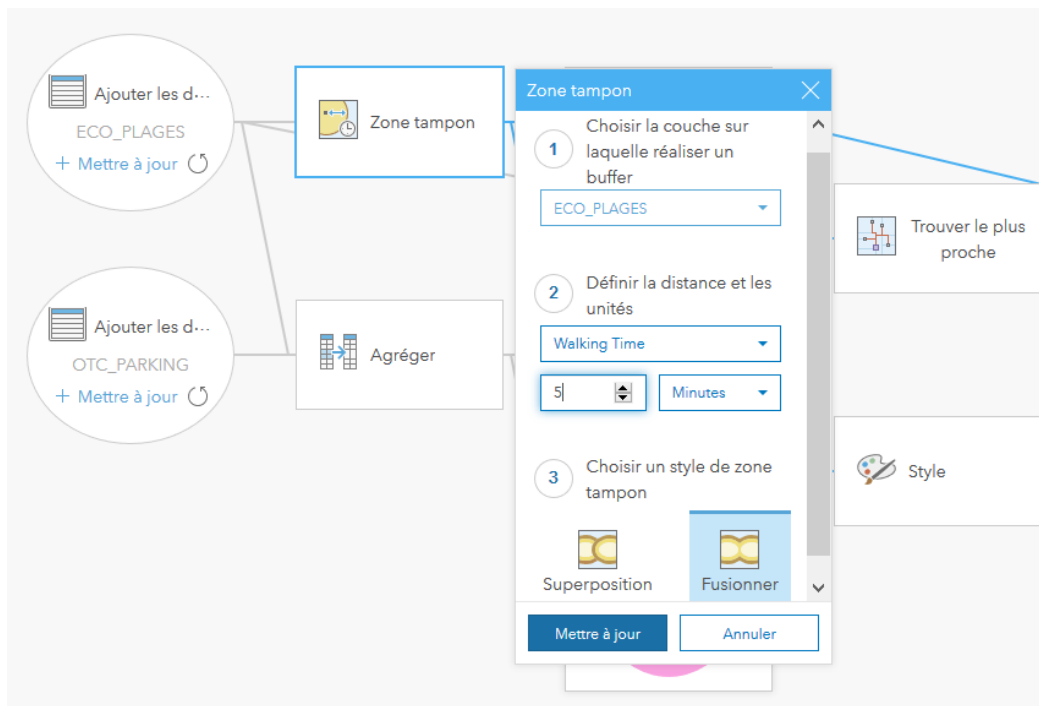 Ajouter les d...
ECO_PLAGES
+ Mettre à jour
Zone tampon
Ajouter les d...
OTC_PARKING
+ Mettre à jour
Agréger
Zone tampon
1
Choisir la couche sur
laquelle réaliser un
buffer
ECO_PLAGES
2
Définir la distance et les
unités
Walking Time
5
Minutes
3
Choisir un style de zone
tampon
Superposition
Fusionner
Mettre à jour
Annuler
Trouver le plus
proche
Style